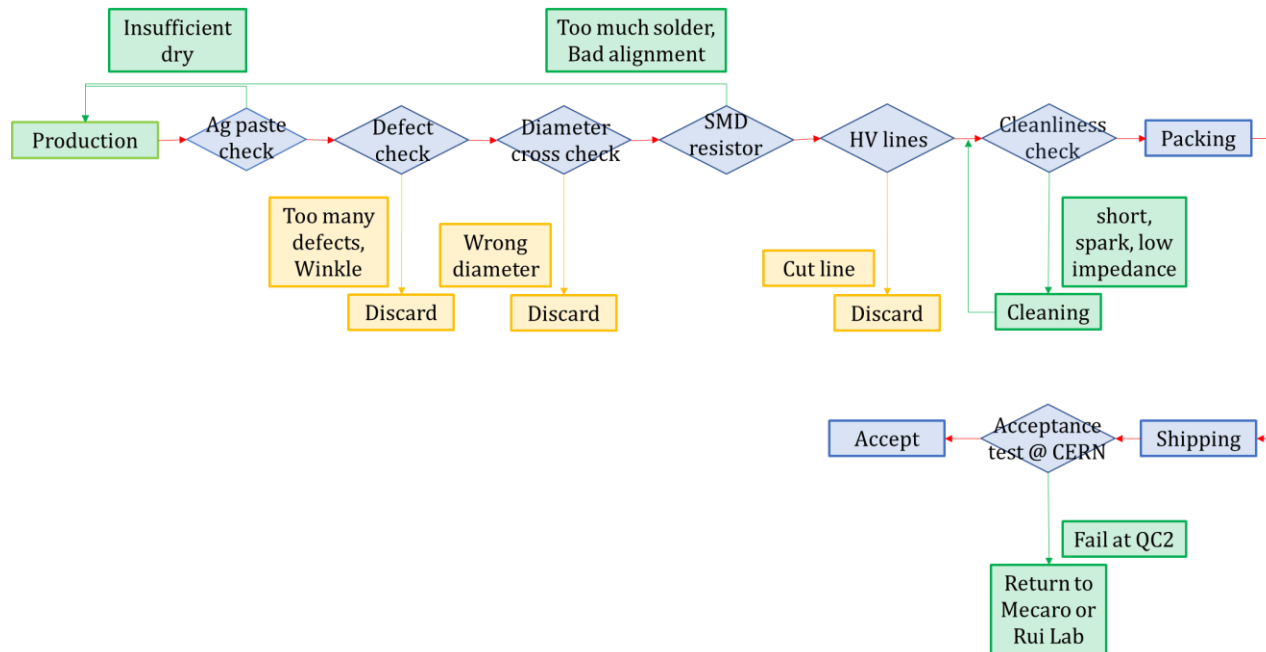 Insufficient
dry
Too much solder,
Bad alignment
Production
Ag paste
check
Defect
check
Diameter
cross check
SMD
resistor
HV lines
Cleanliness
check
Packing
Too many
defects,
Winkle
Wrong
diameter
Cut line
short,
spark, low
impedance
Discard
Discard
Discard
Cleaning
Accept
Acceptance
test @ CERN
Shipping
Fail at QC2
Return to
Mecaro or
Rui Lab